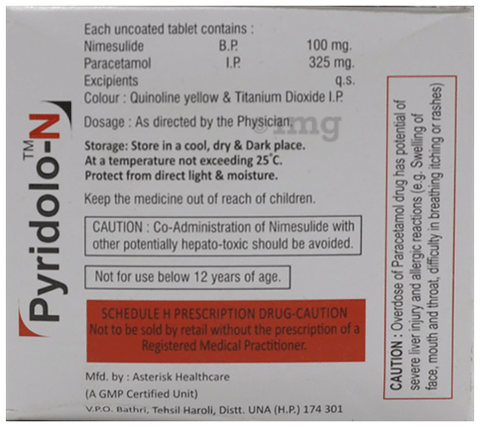 Pyridolo-N™
Each uncoated tablet contains :
Nimesulide B.P. 100 mg.
Paracetamol I.P. 325 mg.
Excipients q.s.
Colour : Quinoline yellow & Titanium Dioxide I.P.
Dosage : As directed by the Physician.
1mg
Storage: Store in a cool, dry & Dark place.
At a temperature not exceeding 25°C.
Protect from direct light & moisture.
Keep the medicine out of reach of children.
CAUTION : Co-Administration of Nimesulide with
other potentially hepato-toxic should be avoided.
Not for use below 12 years of age.
SCHEDULE H PRESCRIPTION DRUG-CAUTION
Not to be sold by retail without the prescription of a
Registered Medical Practitioner.
Mfd. by : Asterisk Healthcare
(A GMP Certified Unit)
V.P.O. Bathri, Tehsil Haroli, Distt. UNA (H.P.) 174 301
CAUTION : Overdose of Paracetamol drug has potential of
severe liver injury and allergic reactions (e.g. Swelling of
face, mouth and throat, difficulty in breathing itching or rashes)